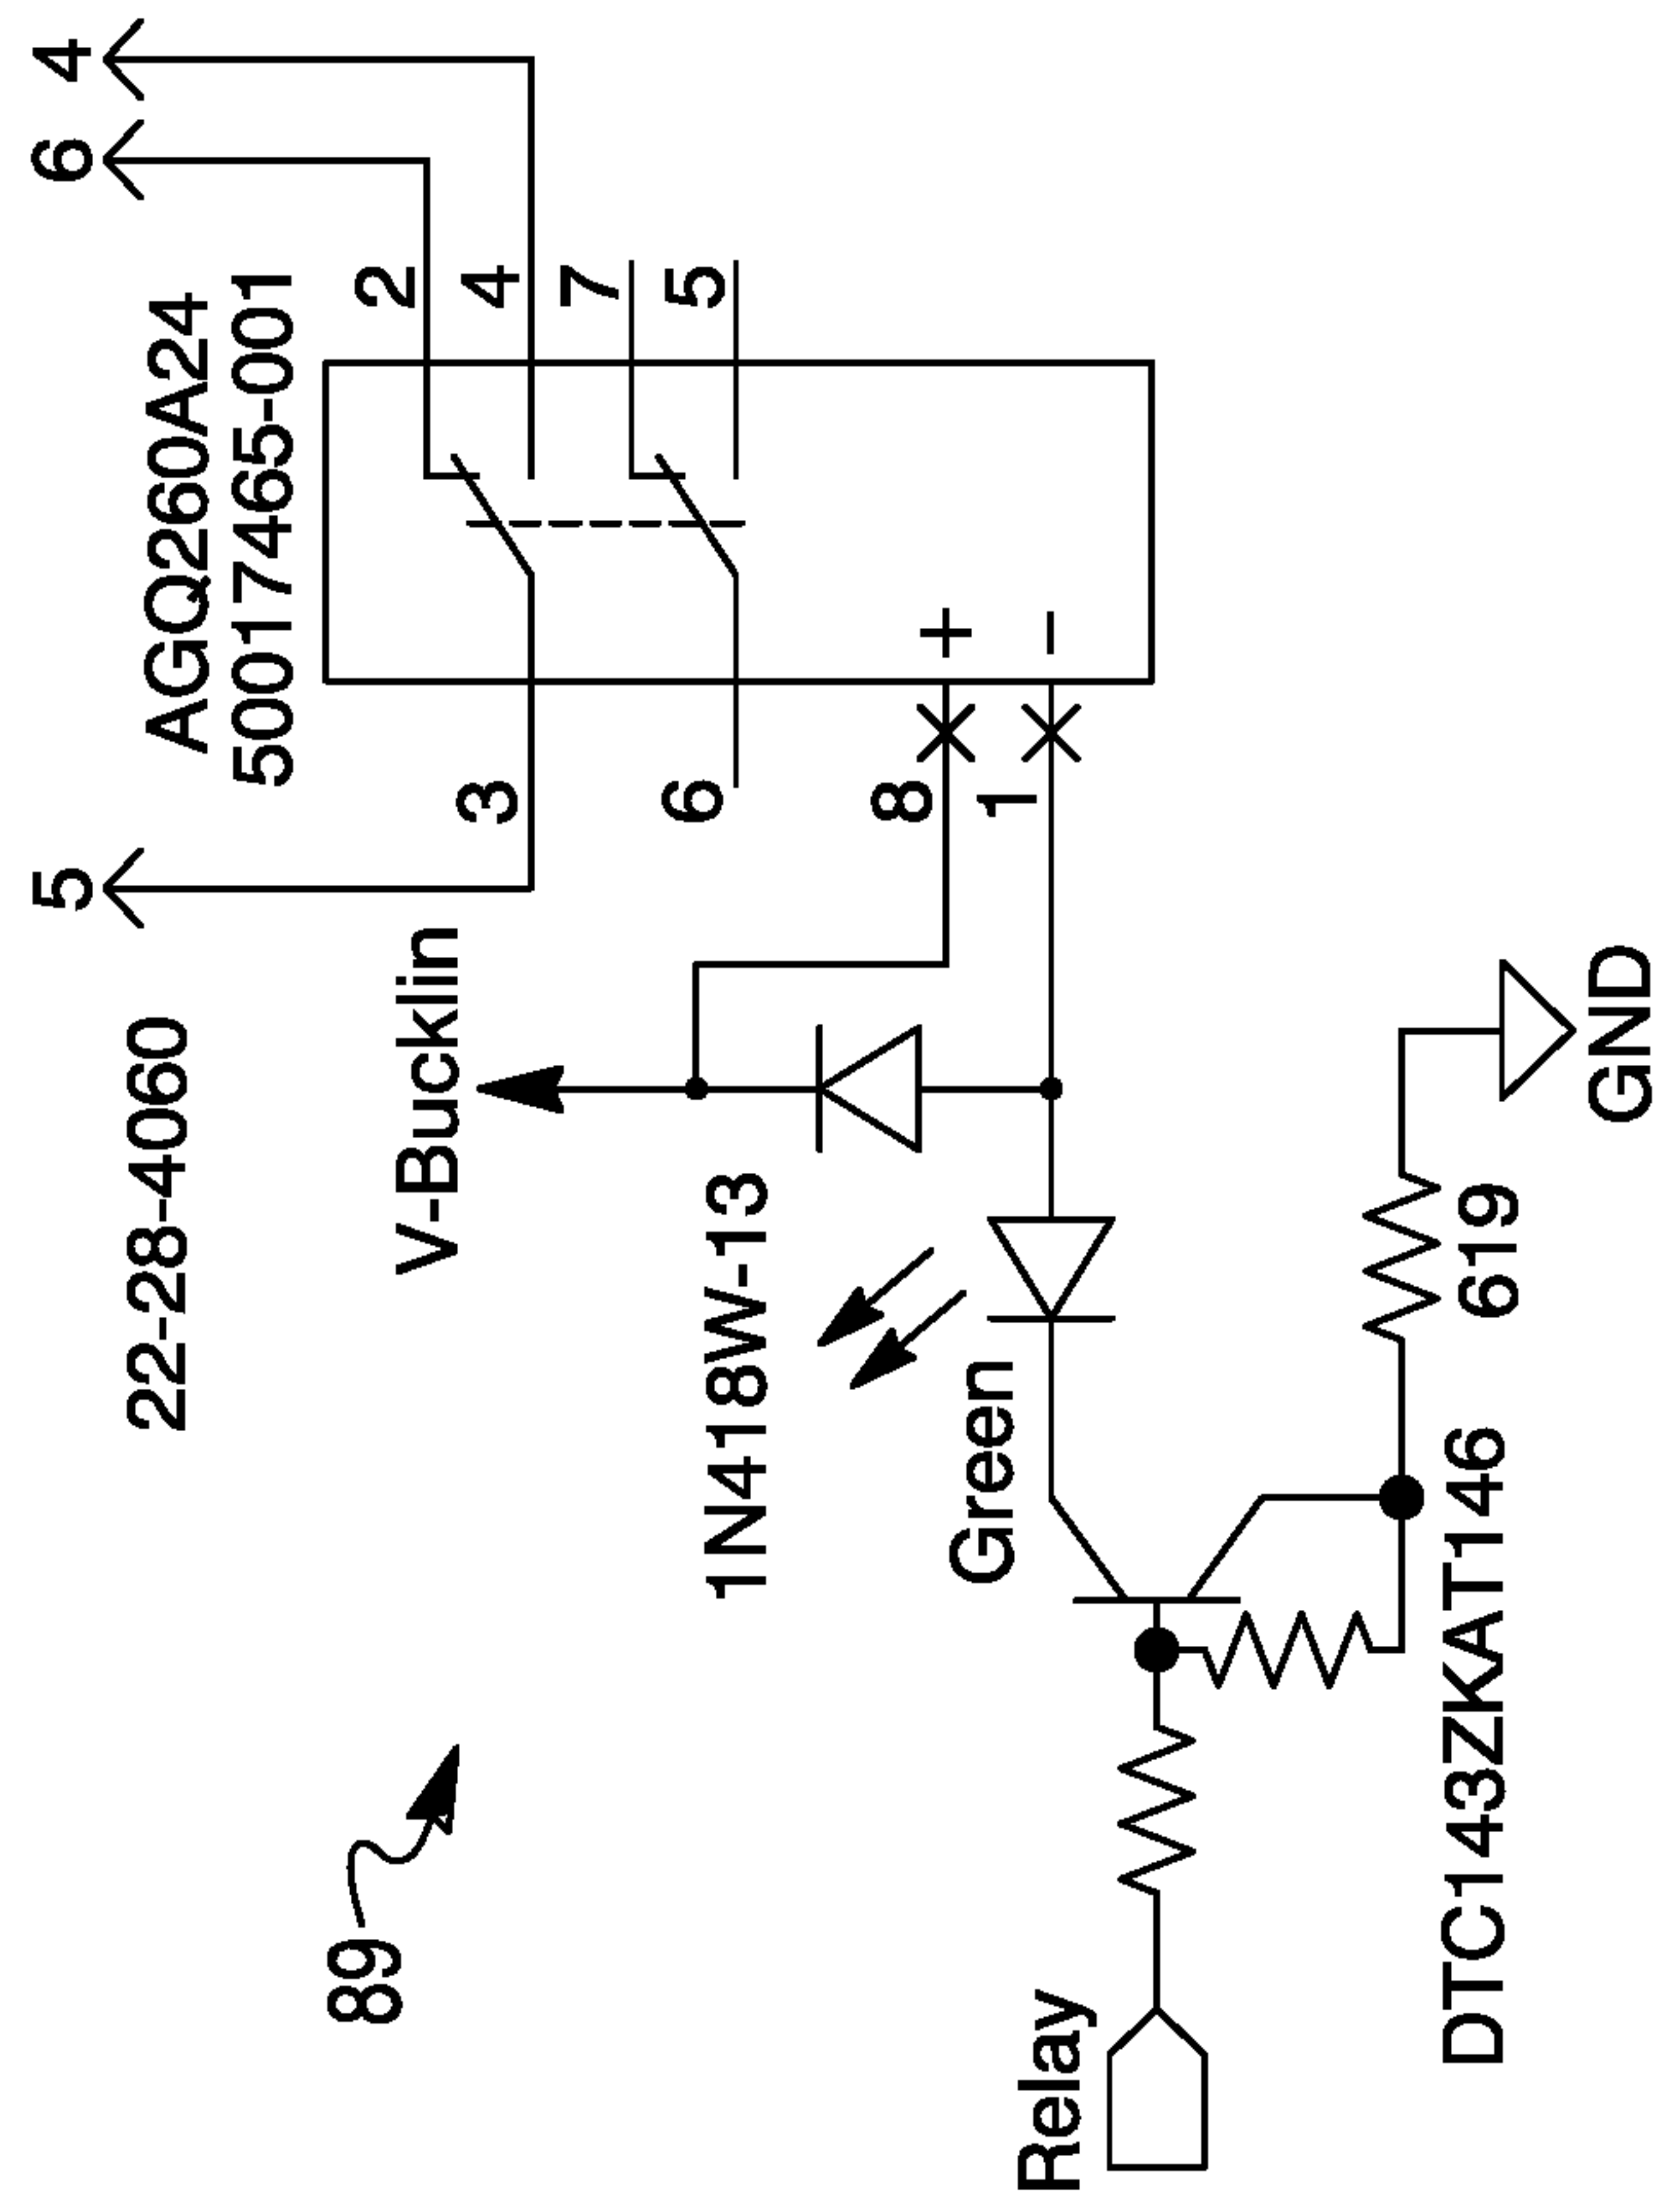 5
6
4
22-28-4060
AGQ260A24
50017465-001
89
V-Bucklin
2
3
4
7
6
5
1N418W-13
8
+
Green
1
−
Relay
DTC143ZKAT146
619
GND